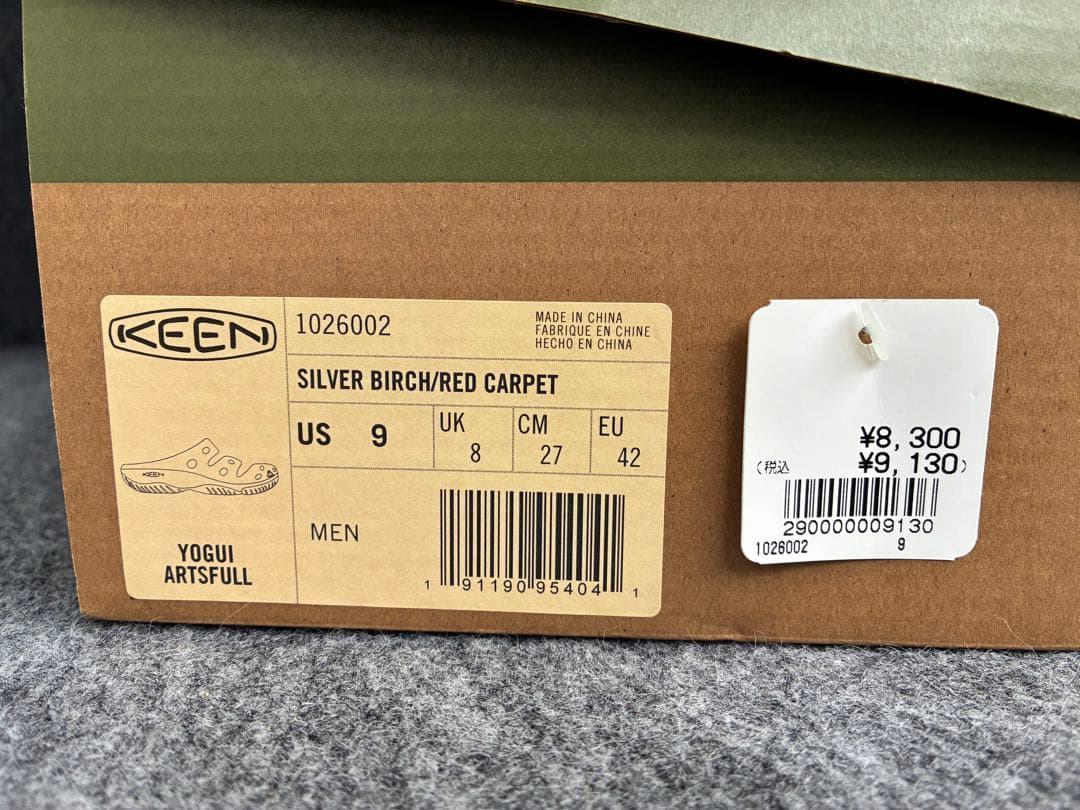 KEEN
1026002
MADE IN CHINA
FABRIQUE EN CHINE
HECHO EN CHINA
SILVER BIRCH/RED CARPET
US 9
UK 8
CM 27
EU 42
KEEN
YOGUI
ARTSFULL
MEN
1 91190 95404 1
¥8,300
(税込 ¥9,130)
290000009130
1026002 9